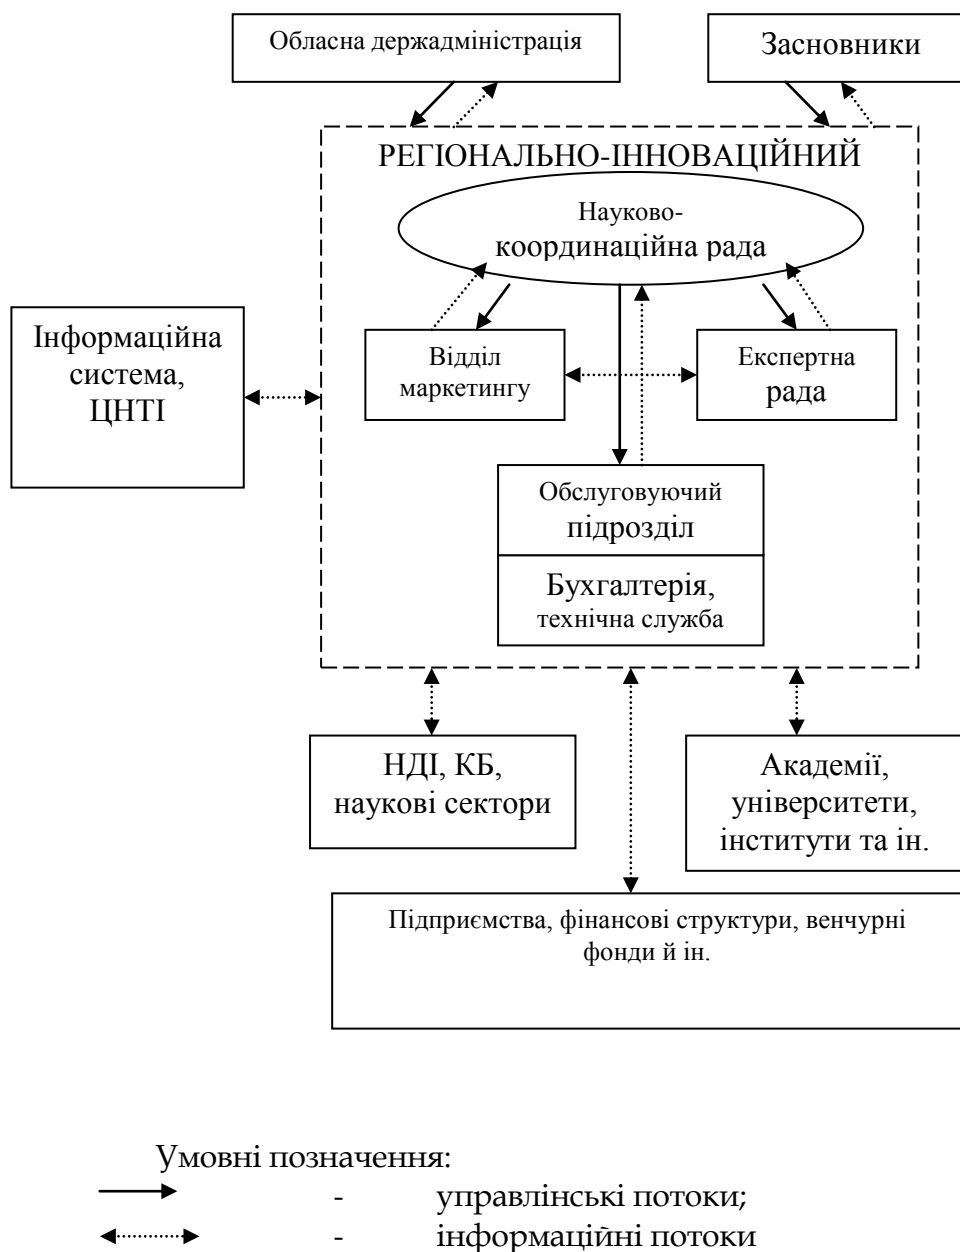 Обласна держадміністрація
Засновники
РЕГІОНАЛЬНО-ІННОВАЦІЙНИЙ
Науково-
координаційна рада
Інформаційна
система,
ЦНТІ
Відділ
маркетингу
Експертна
рада
Обслуговуючий
підрозділ
Бухгалтерія,
технічна служба
НДІ, КБ,
наукові сектори
Академії,
університети,
інститути та ін.
Підприємства, фінансові структури, венчурні
фонди й ін.
Умовні позначення:
- управлінські потоки;
- інформаційні потоки